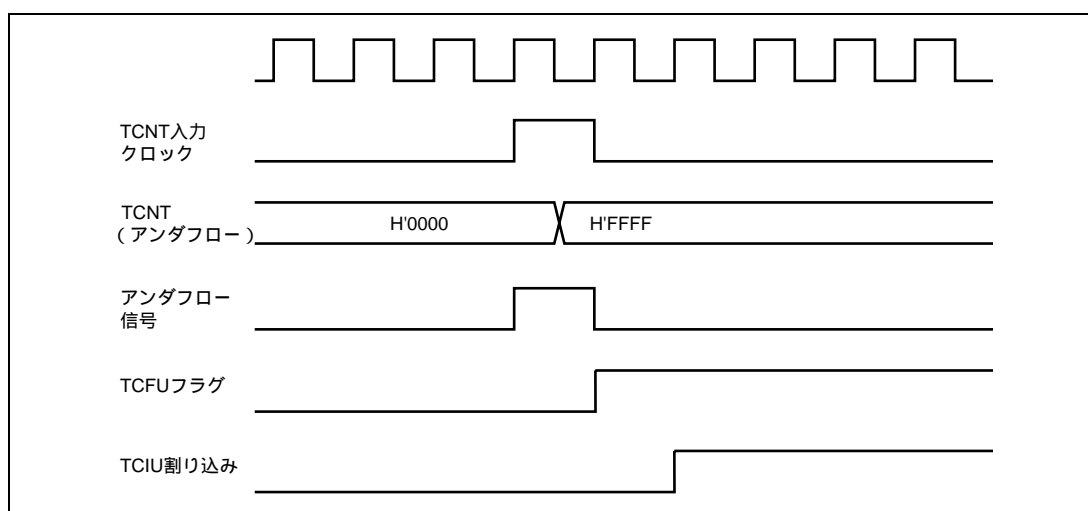 TCNT入力
クロック
TCNT
（アンダフロー）
H'0000
H'FFFF
アンダフロー
信号
TCFUフラグ
TCIU割り込み